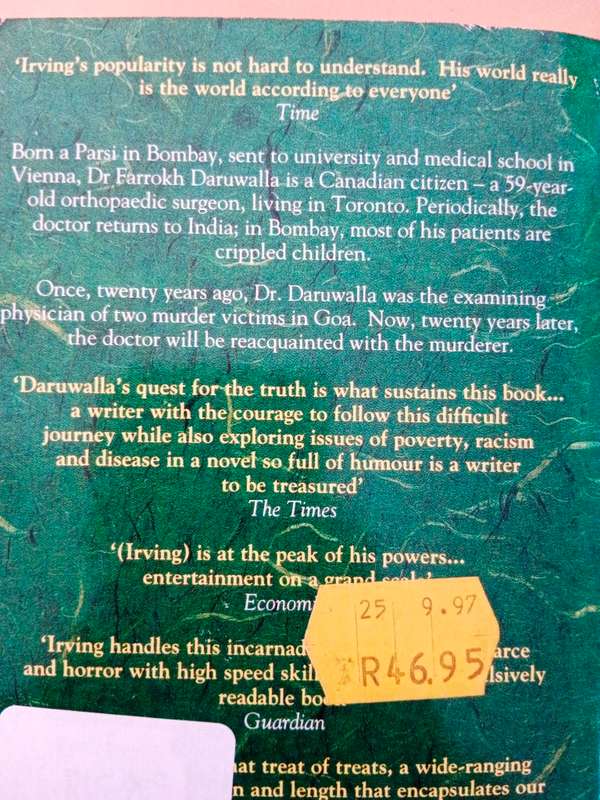 'Irving's popularity is not hard to understand. His world really
is the world according to everyone'
Time
Born a Parsi in Bombay, sent to university and medical school in
Vienna, Dr Farrokh Daruwalla is a Canadian citizen – a 59-year-
old orthopaedic surgeon, living in Toronto. Periodically, the
doctor returns to India; in Bombay, most of his patients are
crippled children.
Once, twenty years ago, Dr. Daruwalla was the examining
physician of two murder victims in Goa. Now, twenty years later,
the doctor will be reacquainted with the murderer.
'Daruwalla's quest for the truth is what sustains this book...
a writer with the courage to follow this difficult
journey while also exploring issues of poverty, racism
and disease in a novel so full of humour is a writer
to be treasured'
The Times
'(Irving) is at the peak of his powers...
entertainment on a grand
25 9.97
R46.95
'Irving handles this
and horror with high speed
readable
Guardian
treat of treats, a wide-ranging
and length that encapsulates our